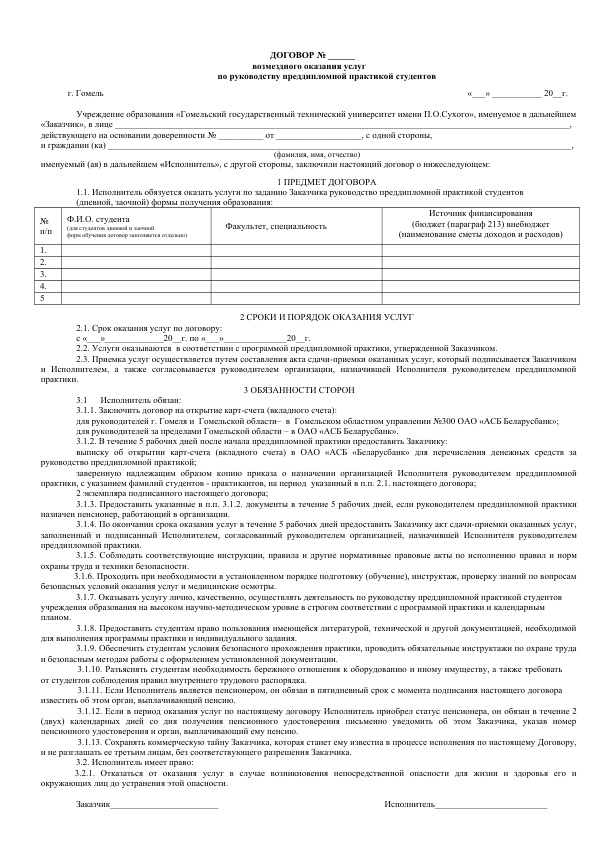 ДОГОВОР № ______
возмездного оказания услуг
по руководству преддипломной практикой студентов
г. Гомель «___» ___________ 20__г.
Учреждение образования «Гомельский государственный технический университет имени П.О.Сухого», именуемое в дальнейшем
«Заказчик», в лице ______________________________,
действующего на основании доверенности № __________ от ___________________, с одной стороны,
и гражданин (ка) ______________________________,
(фамилия, имя, отчество)
именуемый (ая) в дальнейшем «Исполнитель», с другой стороны, заключили настоящий договор о нижеследующем:
1 ПРЕДМЕТ ДОГОВОРА
1.1. Исполнитель обязуется оказать услуги по заданию Заказчика руководство преддипломной практикой студентов
(дневной, заочной) формы получения образования:
№ п/п
Ф.И.О. студента
(для студентов дневной и заочной
форм обучения договор заполняется отдельно)
Факультет, специальность
Источник финансирования
(бюджет (параграф 213) внебюджет
(наименование сметы доходов и расходов)
1.
2.
3.
4.
5
2 СРОКИ И ПОРЯДОК ОКАЗАНИЯ УСЛУГ
2.1. Срок оказания услуг по договору:
с «___»_____________20__г. по «___»______________20__г.
2.2. Услуги оказываются в соответствии с программой преддипломной практики, утвержденной Заказчиком.
2.3. Приемка услуг осуществляется путем составления акта сдачи-приемки оказанных услуг, который подписывается Заказчиком
и Исполнителем, а также согласовывается руководителем организации, назначившей Исполнителя руководителем преддипломной
практики.
3 ОБЯЗАННОСТИ СТОРОН
3.1 Исполнитель обязан:
3.1.1. Заключить договор на открытие карт-счета (вкладного счета):
для руководителей г. Гомеля и Гомельской области– в Гомельском областном управлении №300 ОАО «АСБ Беларусбанк»;
для руководителей за пределами Гомельской области – в ОАО «АСБ Беларусбанк».
3.1.2. В течение 5 рабочих дней после начала преддипломной практики предоставить Заказчику:
выписку об открытии карт-счета (вкладного счета) в ОАО «АСБ «Беларусбанк» для перечисления денежных средств за
руководство преддипломной практикой;
заверенную надлежащим образом копию приказа о назначении организацией Исполнителя руководителем преддипломной
практики, с указанием фамилий студентов - практикантов, на период указанный в п.п. 2.1. настоящего договора;
2 экземпляра подписанного настоящего договора;
3.1.3. Предоставить указанные в п.п. 3.1.2. документы в течение 5 рабочих дней, если руководителем преддипломной практики
назначен пенсионер, работающий в организации.
3.1.4. По окончании срока оказания услуг в течение 5 рабочих дней предоставить Заказчику акт сдачи-приемки оказанных услуг,
заполненный и подписанный Исполнителем, согласованный руководителем организацией, назначившей Исполнителя руководителем
преддипломной практики.
3.1.5. Соблюдать соответствующие инструкции, правила и другие нормативные правовые акты по исполнению правил и норм
охраны труда и техники безопасности.
3.1.6. Проходить при необходимости в установленном порядке подготовку (обучение), инструктаж, проверку знаний по вопросам
безопасных условий оказания услуг и медицинские осмотры.
3.1.7. Оказывать услугу лично, качественно, осуществлять деятельность по руководству преддипломной практикой студентов
учреждения образования на высоком научно-методическом уровне в строгом соответствии с программой практики и календарным
планом.
3.1.8. Предоставить студентам право пользования имеющейся литературой, технической и другой документацией, необходимой
для выполнения программы практики и индивидуального задания.
3.1.9. Обеспечить студентам условия безопасного прохождения практики, проводить обязательные инструктажи по охране труда
и безопасным методам работы с оформлением установленной документации.
3.1.10. Разъяснять студентам необходимость бережного отношения к оборудованию и иному имуществу, а также требовать
от студентов соблюдения правил внутреннего трудового распорядка.
3.1.11. Если Исполнитель является пенсионером, он обязан в пятидневный срок с момента подписания настоящего договора
известить об этом орган, выплачивающий пенсию.
3.1.12. Если в период оказания услуг по настоящему договору Исполнитель приобрел статус пенсионера, он обязан в течение 2
(двух) календарных дней со дня получения пенсионного удостоверения письменно уведомить об этом Заказчика, указав номер
пенсионного удостоверения и орган, выплачивающий ему пенсию.
3.1.13. Сохранять коммерческую тайну Заказчика, которая станет ему известна в процессе исполнения по настоящему Договору,
и не разглашать ее третьим лицам, без соответствующего разрешения Заказчика.
3.2. Исполнитель имеет право:
3.2.1. Отказаться от оказания услуг в случае возникновения непосредственной опасности для жизни и здоровья его и
окружающих лиц до устранения этой опасности.
Заказчик________________________ Исполнитель_________________________